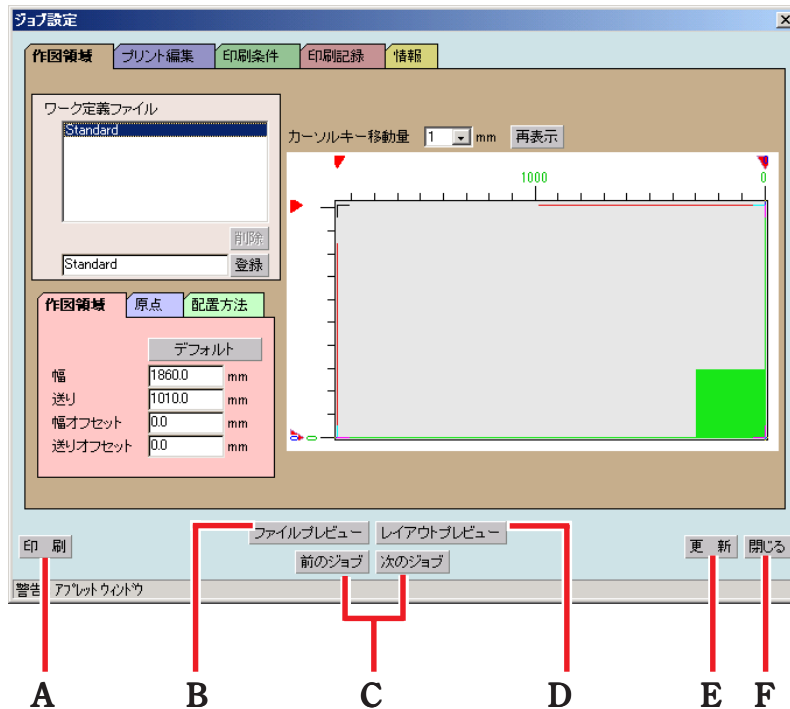 ジョブ設定
作図領域 プリント編集 印刷条件 印刷記録 情報
ワーク定義ファイル
Standard
削除
Standard 登録
カーソルキー移動量 1 mm 再表示
1000 0
0 0
作図領域 原点 配置方法
デフォルト
幅 1860.0 mm
送り 1010.0 mm
幅オフセット 0.0 mm
送りオフセット 0.0 mm
ファイルプレビュー レイアウトプレビュー
印 刷 前のジョブ 次のジョブ 更 新 閉じる
警告: アプレット ウィンドウ
A B C D E F